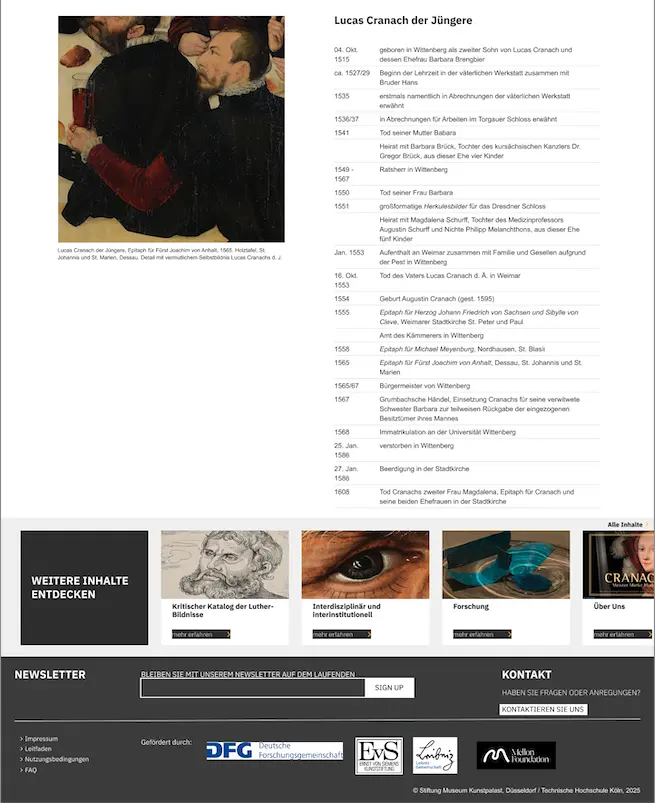 Lucas Cranach der Jüngere
04. Okt. 1515 geboren in Wittenberg als zweiter Sohn von Lucas Cranach und
dessen Ehefrau Barbara Brengbier
ca. 1527/29 Beginn der Lehrzeit in der väterlichen Werkstatt zusammen mit
Bruder Hans
1535 erstmals namentlich in Abrechnungen der väterlichen Werkstatt
erwähnt
1536/37 in Abrechnungen für Arbeiten im Torgauer Schloss erwähnt
1541 Tod seiner Mutter Babara
Heirat mit Barbara Brück, Tochter des kursächsischen Kanzlers Dr.
Gregor Brück, aus dieser Ehe vier Kinder
1549 - 1567 Ratsherr in Wittenberg
1550 Tod seiner Frau Barbara
1551 großformatige Herkulesbilder für das Dresdner Schloss
Heirat mit Magdalena Schurff, Tochter des Medizinprofessors
Augustin Schurff und Nichte Philipp Melanchthons, aus dieser Ehe
fünf Kinder
Jan. 1553 Aufenthalt an Weimar zusammen mit Familie und Gesellen aufgrund
der Pest in Wittenberg
16. Okt. 1553 Tod des Vaters Lucas Cranach d. Ä. in Weimar
1554 Geburt Augustin Cranach (gest. 1595)
1555 Epitaph für Herzog Johann Friedrich von Sachsen und Sibylle von
Cleve, Weimarer Stadtkirche St. Peter und Paul
Amt des Kämmerers in Wittenberg
1558 Epitaph für Michael Meyenburg, Nordhausen, St. Blasii
1565 Epitaph für Fürst Joachim von Anhalt, Dessau, St. Johannis und St.
Marien
1565/67 Bürgermeister von Wittenberg
1567 Grumbachsche Händel, Einsetzung Cranachs für seine verwitwete
Schwester Barbara zur teilweisen Rückgabe der eingezogenen
Besitztümer ihres Mannes
1568 Immatrikulation an der Universität Wittenberg
25. Jan. 1586 verstorben in Wittenberg
27. Jan. 1586 Beerdigung in der Stadtkirche
1608 Tod Cranachs zweiter Frau Magdalena, Epitaph für Cranach und
seine beiden Ehefrauen in der Stadtkirche
Lucas Cranach der Jüngere, Epitaph für Fürst Joachim von Anhalt, 1565. Holztafel, St.
Johannis und St. Marien, Dessau. Detail mit vermutlichem Selbstbildnis Lucas Cranachs d. J.
Alle Inhalte
WEITERE INHALTE
ENTDECKEN
Kritischer Katalog der Luther-
Bildnisse
mehr erfahren
Interdisziplinär und
interinstitutionell
mehr erfahren
Forschung
mehr erfahren
CRANAC
Über Uns
mehr erfahren
NEWSLETTER
BLEIBEN SIE MIT UNSEREM NEWSLETTER AUF DEM LAUFENDEN
SIGN UP
KONTAKT
HABEN SIE FRAGEN ODER ANREGUNGEN?
KONTAKTIEREN SIE UNS
> Impressum
> Leitfaden
> Nutzungsbedingungen
> FAQ
Gefördert durch:
DFG Deutsche
Forschungsgemeinschaft
EvS
ERNST VON SIEMENS
KUNSTSTIFTUNG
Leibniz
Leibniz
Gemeinschaft
Mellon
Foundation
© Stiftung Museum Kunstpalast, Düsseldorf / Technische Hochschule Köln, 2025